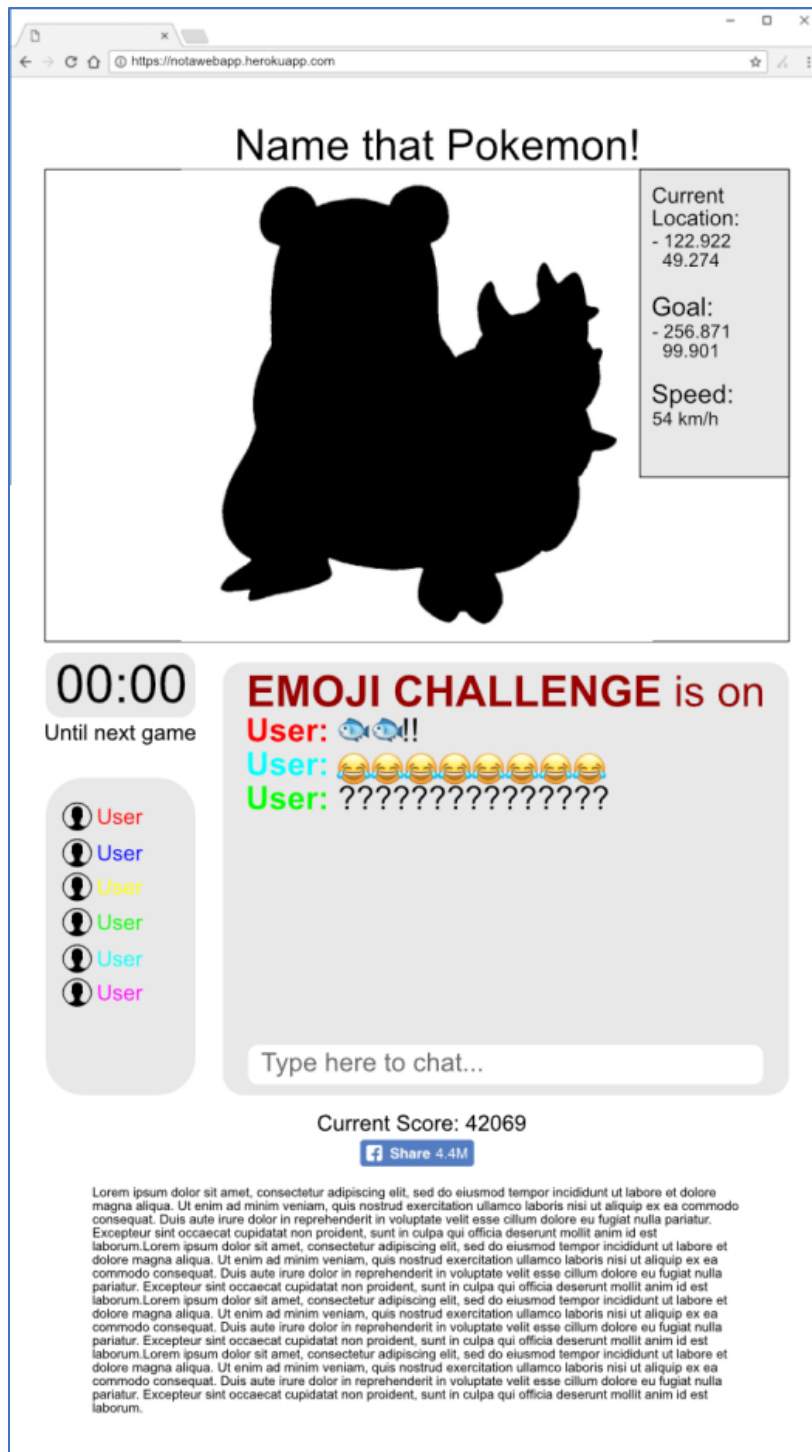 https://notawebapp.herokuapp.com
Name that Pokemon!
Current
Location:
- 122.922
49.274
Goal:
- 256.871
99.901
Speed:
54 km/h
00:00
Until next game
User
User
User
User
User
User
EMOJI CHALLENGE is on
User: 🐟🐟!!
User: 😂😂😂😂😂😂😂😂
User: ???????????????
Type here to chat...
Current Score: 42069
Share 4.4M
Lorem ipsum dolor sit amet, consectetur adipiscing elit, sed do eiusmod tempor incididunt ut labore et dolore
magna aliqua. Ut enim ad minim veniam, quis nostrud exercitation ullamco laboris nisi ut aliquip ex ea commodo
consequat. Duis aute irure dolor in reprehenderit in voluptate velit esse cillum dolore eu fugiat nulla pariatur.
Excepteur sint occaecat cupidatat non proident, sunt in culpa qui officia deserunt mollit anim id est
laborum.Lorem ipsum dolor sit amet, consectetur adipiscing elit, sed do eiusmod tempor incididunt ut labore et
dolore magna aliqua. Ut enim ad minim veniam, quis nostrud exercitation ullamco laboris nisi ut aliquip ex ea
commodo consequat. Duis aute irure dolor in reprehenderit in voluptate velit esse cillum dolore eu fugiat nulla
pariatur. Excepteur sint occaecat cupidatat non proident, sunt in culpa qui officia deserunt mollit anim id est
laborum.Lorem ipsum dolor sit amet, consectetur adipiscing elit, sed do eiusmod tempor incididunt ut labore et
dolore magna aliqua. Ut enim ad minim veniam, quis nostrud exercitation ullamco laboris nisi ut aliquip ex ea
commodo consequat. Duis aute irure dolor in reprehenderit in voluptate velit esse cillum dolore eu fugiat nulla
pariatur. Excepteur sint occaecat cupidatat non proident, sunt in culpa qui officia deserunt mollit anim id est
laborum.Lorem ipsum dolor sit amet, consectetur adipiscing elit, sed do eiusmod tempor incididunt ut labore et
dolore magna aliqua. Ut enim ad minim veniam, quis nostrud exercitation ullamco laboris nisi ut aliquip ex ea
commodo consequat. Duis aute irure dolor in reprehenderit in voluptate velit esse cillum dolore eu fugiat nulla
pariatur. Excepteur sint occaecat cupidatat non proident, sunt in culpa qui officia deserunt mollit anim id est
laborum.